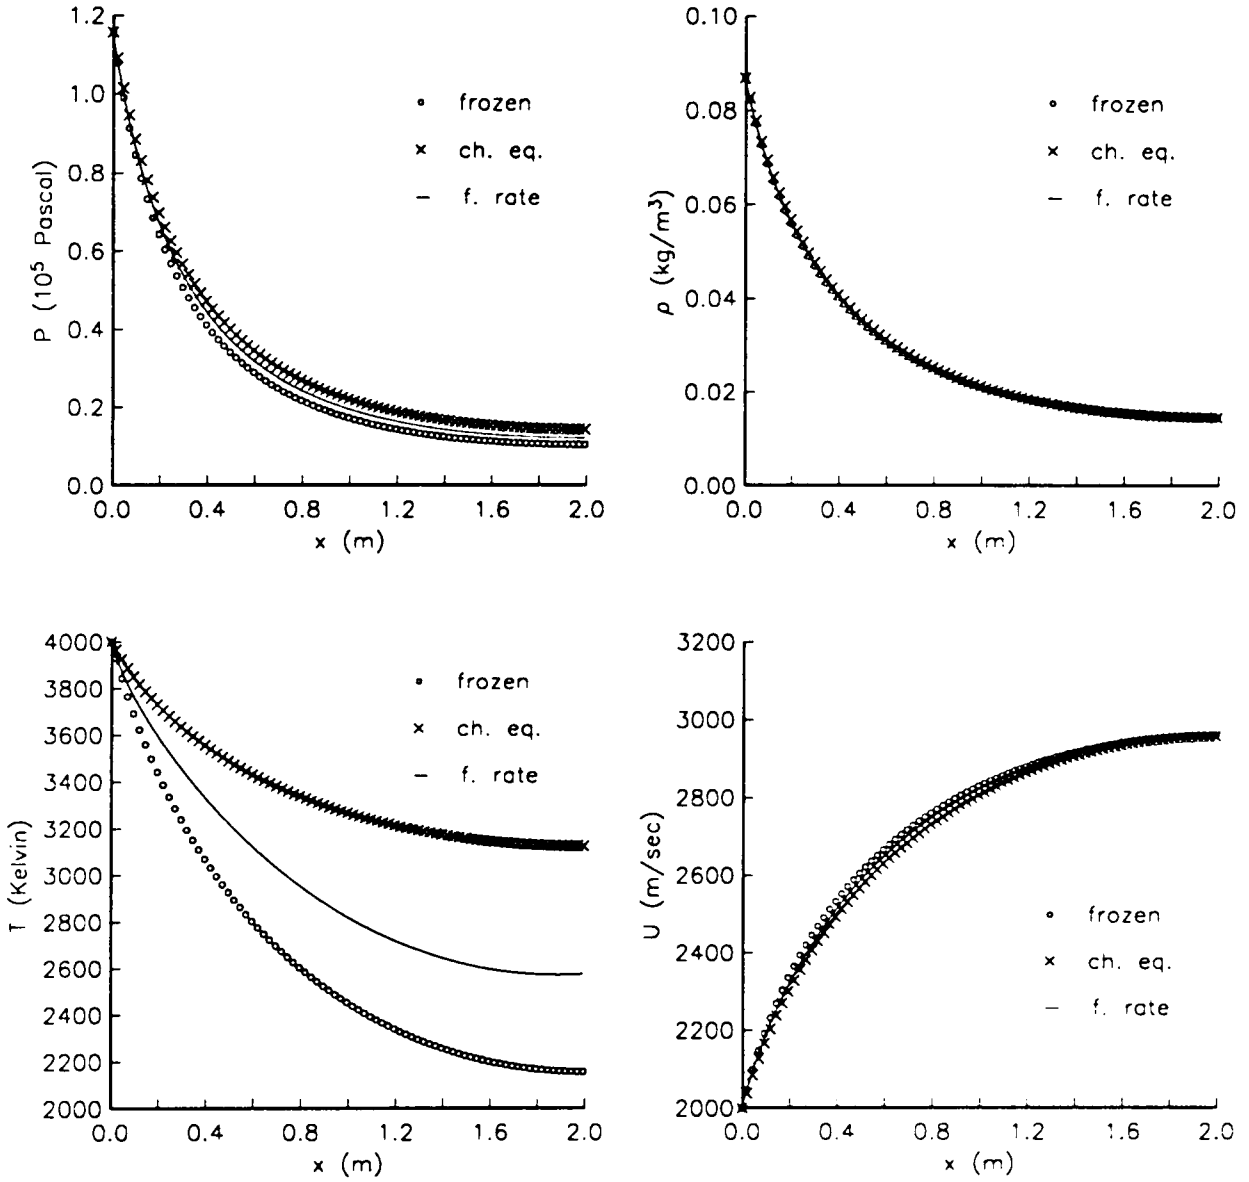 1.2
1.0
0.8
0.6
0.4
0.2
0.0
P (10⁵ Pascal)
frozen
ch. eq.
f. rate
0.0 0.4 0.8 1.2 1.6 2.0
x (m)
0.10
0.08
0.06
0.04
0.02
0.00
ρ (kg/m³)
frozen
ch. eq.
f. rate
0.0 0.4 0.8 1.2 1.6 2.0
x (m)
4000
3800
3600
3400
3200
3000
2800
2600
2400
2200
2000
T (Kelvin)
frozen
ch. eq.
f. rate
0.0 0.4 0.8 1.2 1.6 2.0
x (m)
3200
3000
2800
2600
2400
2200
2000
U (m/sec)
frozen
ch. eq.
f. rate
0.0 0.4 0.8 1.2 1.6 2.0
x (m)